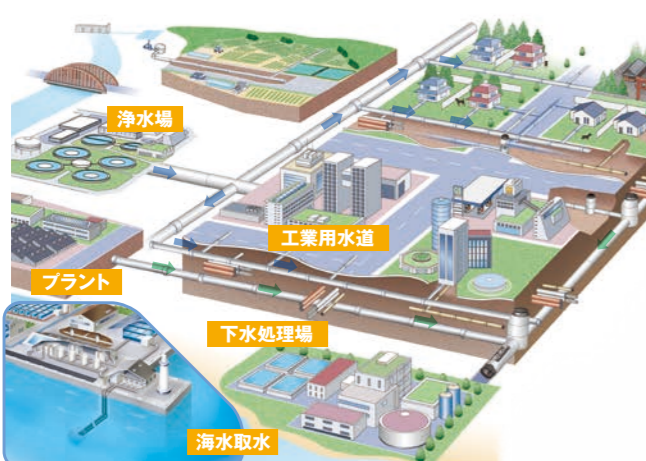 浄水場
工業用水道
プラント
下水処理場
海水取水